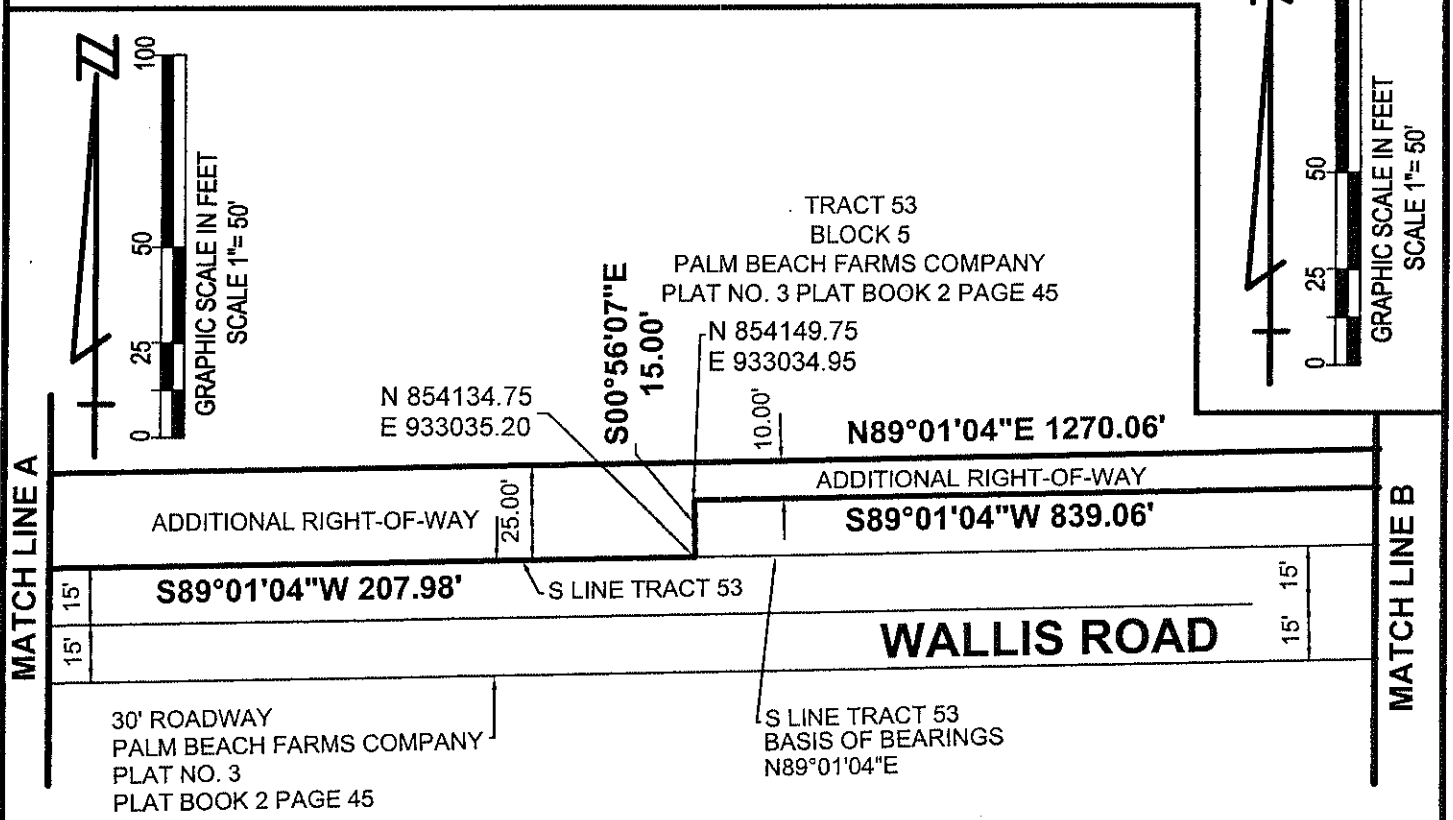 Z
100
50
25
0
GRAPHIC SCALE IN FEET
SCALE 1"= 50'
50
25
0
GRAPHIC SCALE IN FEET
SCALE 1"= 50'
TRACT 53
BLOCK 5
PALM BEACH FARMS COMPANY
PLAT NO. 3 PLAT BOOK 2 PAGE 45
S00°56'07"E
15.00'
N 854149.75
E 933034.95
N 854134.75
E 933035.20
10.00'
N89°01'04"E 1270.06'
ADDITIONAL RIGHT-OF-WAY
S89°01'04"W 839.06'
ADDITIONAL RIGHT-OF-WAY
25.00'
MATCH LINE A
MATCH LINE B
S89°01'04"W 207.98'
S LINE TRACT 53
15'
15'
15'
15'
WALLIS ROAD
30' ROADWAY
PALM BEACH FARMS COMPANY
PLAT NO. 3
PLAT BOOK 2 PAGE 45
S LINE TRACT 53
BASIS OF BEARINGS
N89°01'04"E